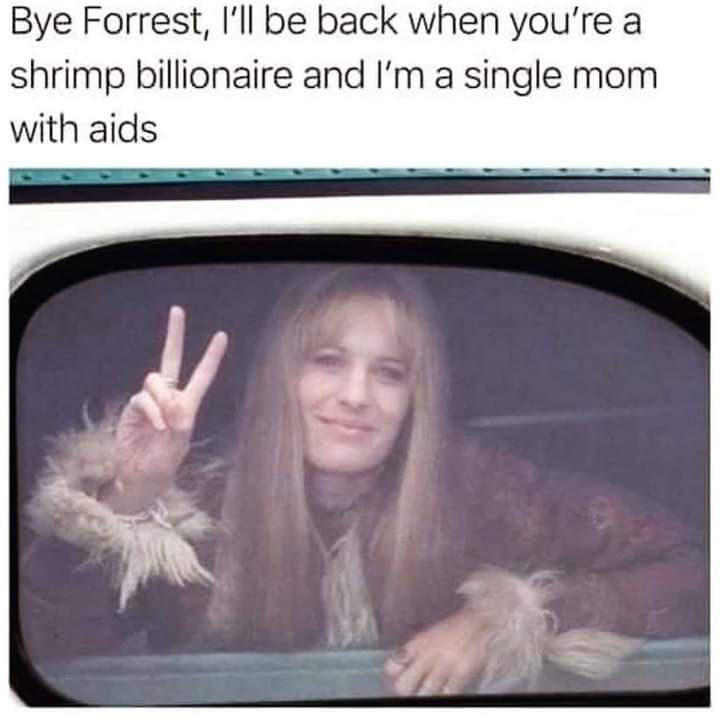 Bye Forrest, I'll be back when you're a
shrimp billionaire and I'm a single mom
with aids